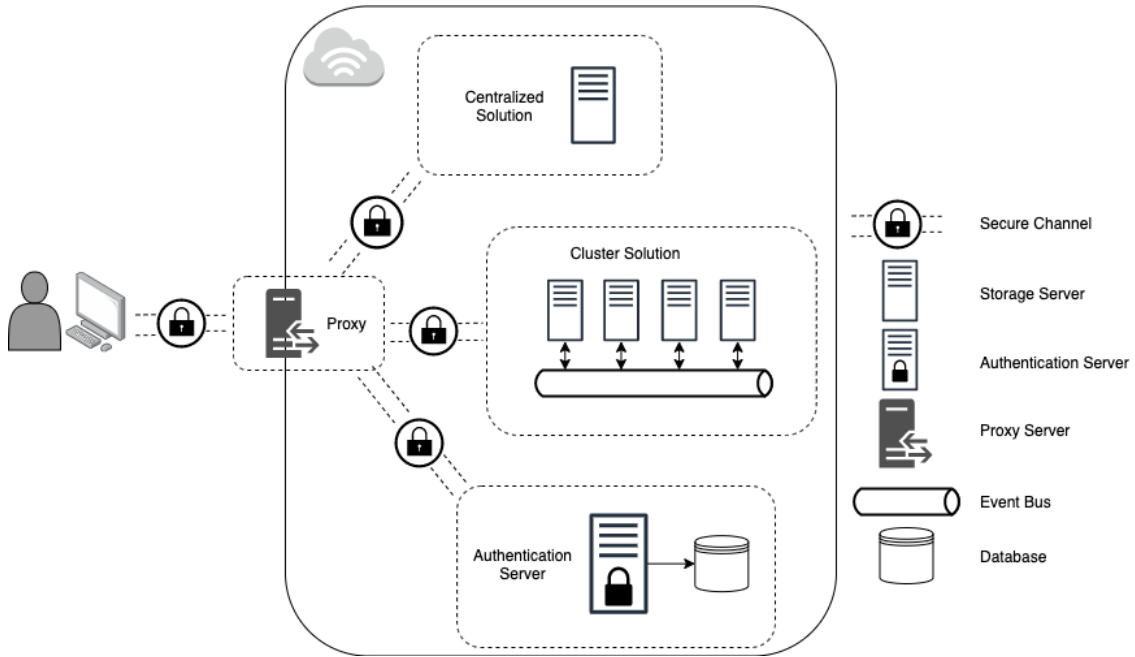 Centralized
Solution
Cluster Solution
Proxy
Authentication
Server
Secure Channel
Storage Server
Authentication Server
Proxy Server
Event Bus
Database